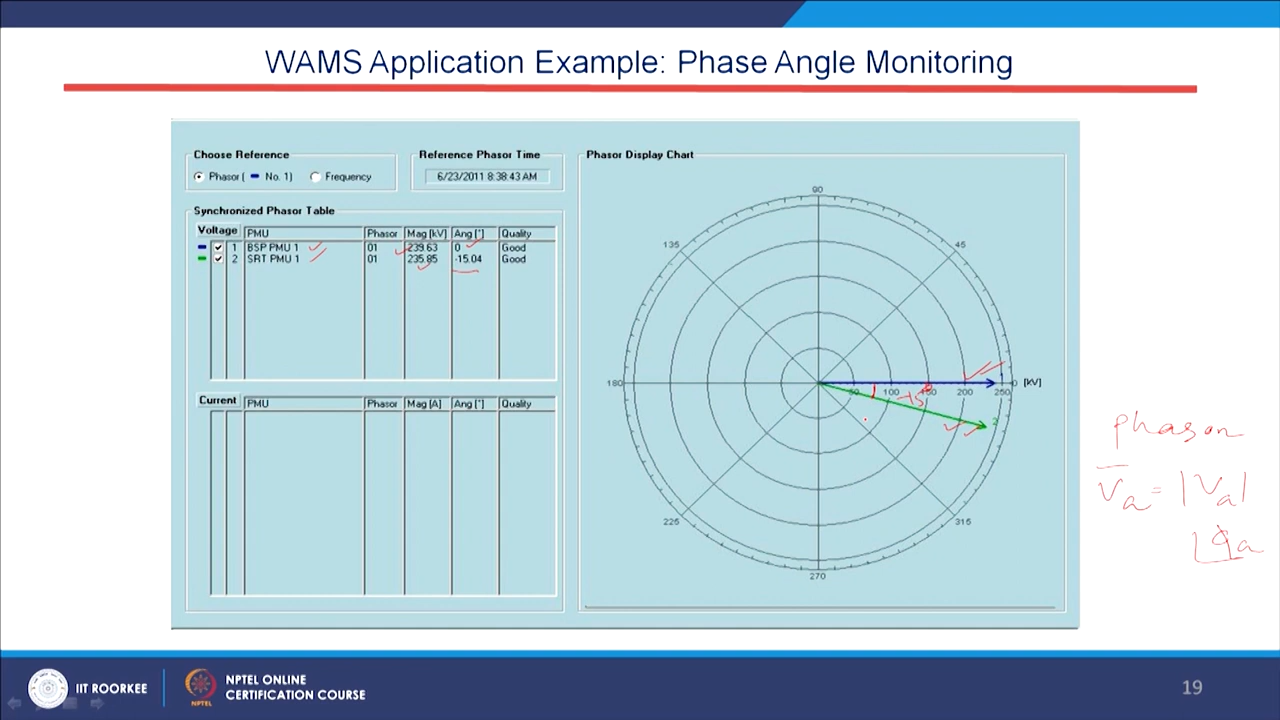 WAMS Application Example: Phase Angle Monitoring
Choose Reference
Phasor ( No. 1) Frequency
Reference Phasor Time
6/23/2011 8:38:43 AM
Synchronized Phasor Table
Voltage PMU Phasor Mag [kV] Ang [°] Quality
1 BSP PMU 1 01 239.63 0 Good
2 SRT PMU 1 01 235.85 -15.04 Good
Current PMU Phasor Mag [A] Ang [°] Quality
Phasor Display Chart
90
135 45
180 0 [kV]
50 100 150 200 250
-15°
2
225 315
270
Phasor
Va = |Va|
IIT ROORKEE
NPTEL ONLINE
CERTIFICATION COURSE
19